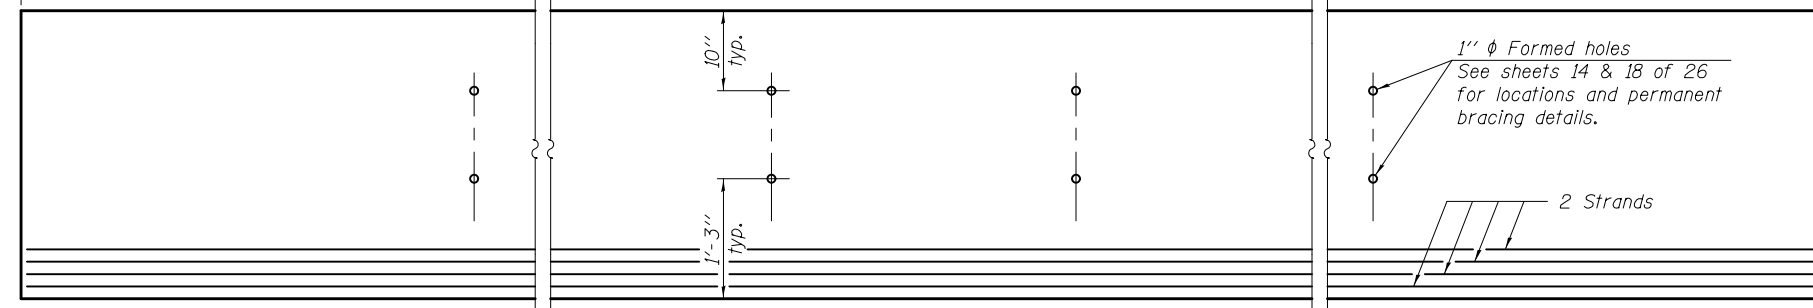 10" typ.
1" φ Formed holes
See sheets 14 & 18 of 26
for locations and permanent
bracing details.
2 Strands
1'-3" typ.